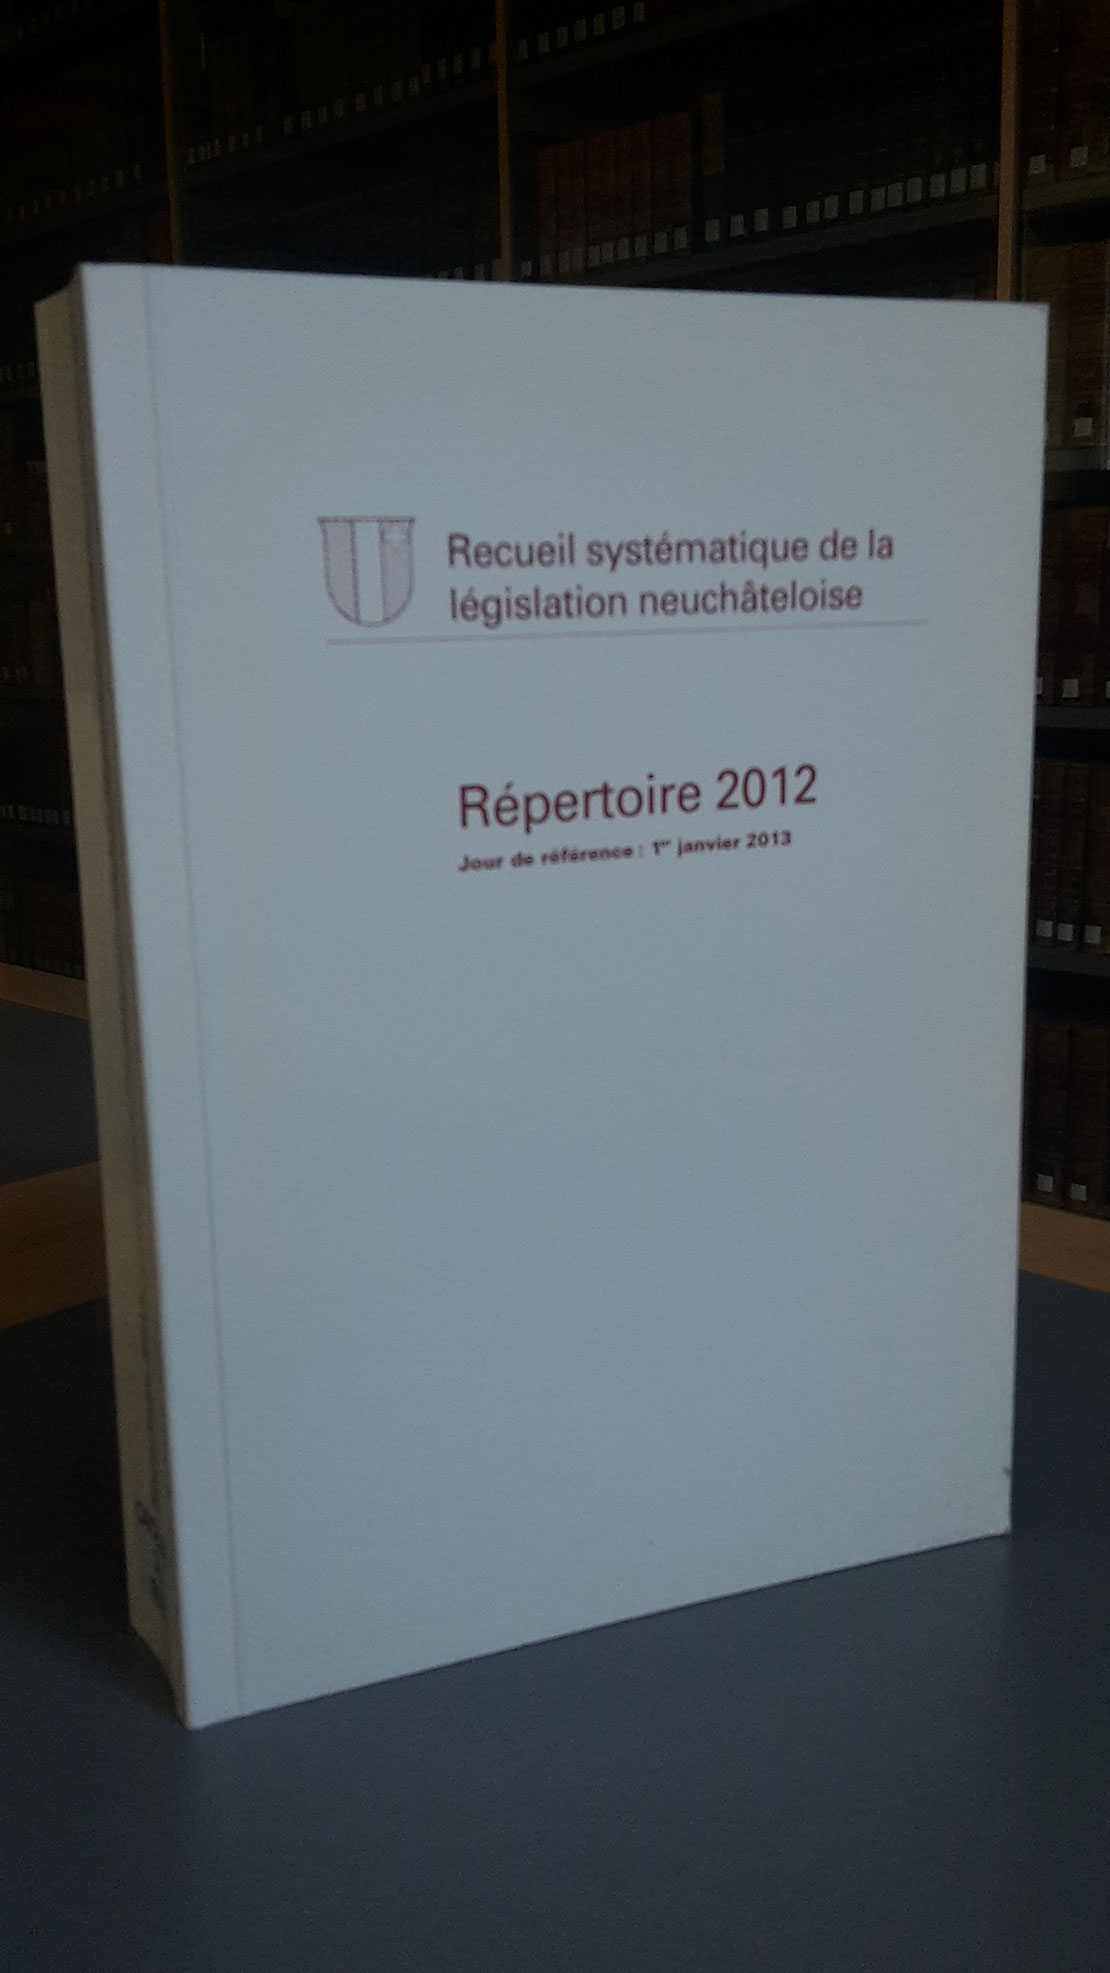 Recueil systématique de la
législation neuchâteloise
Répertoire 2012
Jour de référence : 1er janvier 2013